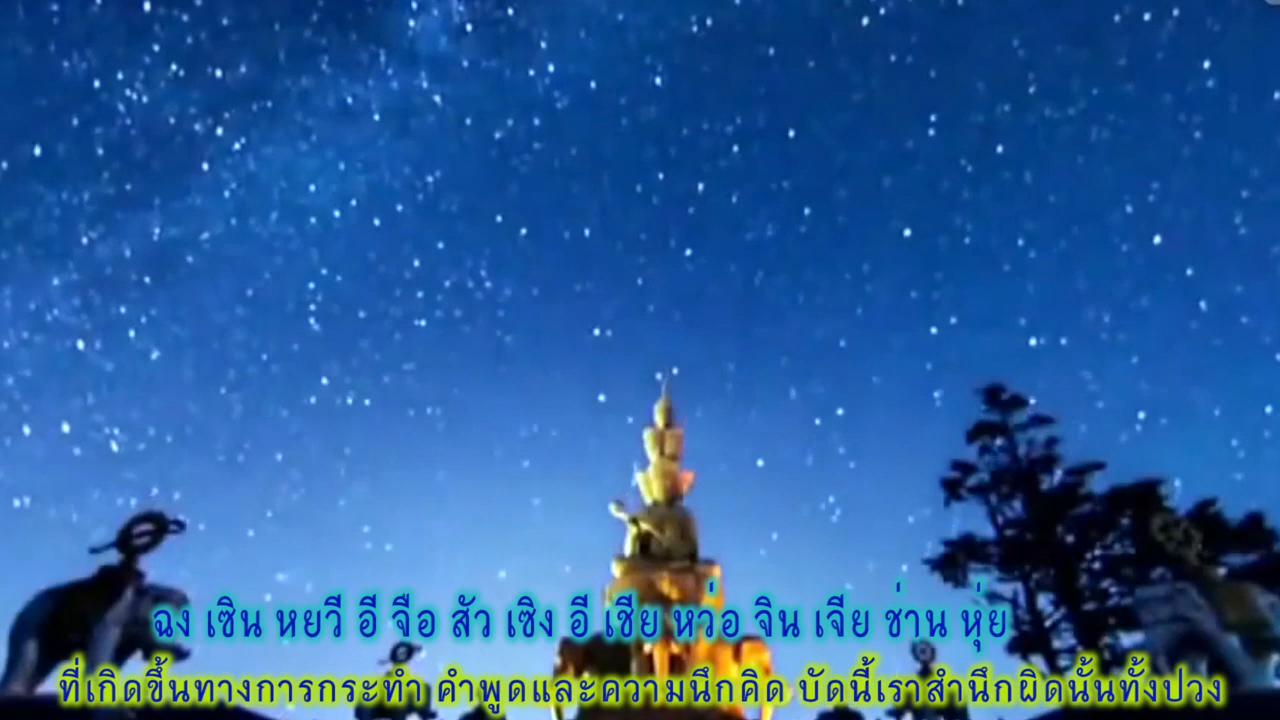 ฉง เซิน หยวี อี จือ สัว เซิง อี เชีย หว่อ จิน เจีย ช่าน หุ่ย
ที่เกิดขึ้นทางการกระทำ คำพูดและความนึกคิด บัดนี้เราสำนึกผิดนั้นทั้งปวง